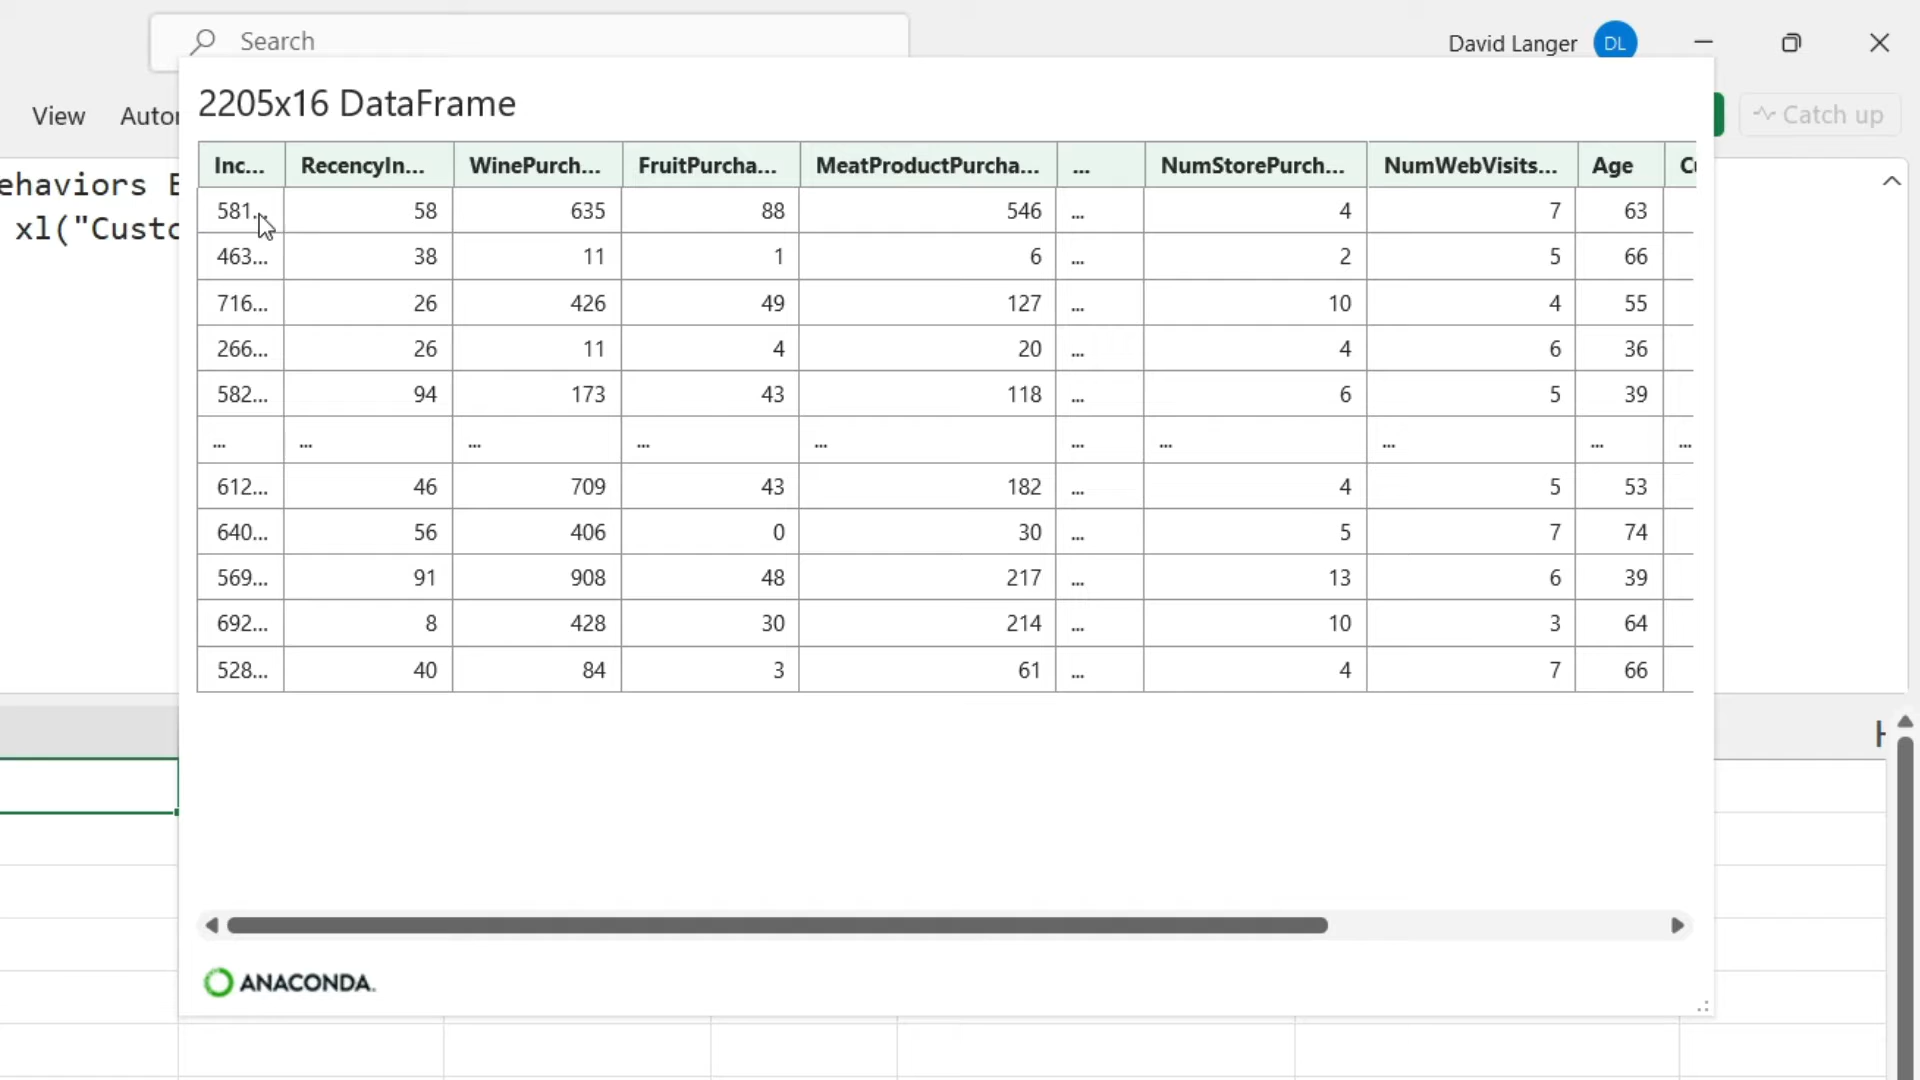 Search
David Langer DL
View Autor
Catch up
2205x16 DataFrame
Inc... RecencyIn... WinePurch... FruitPurcha... MeatProductPurcha... ... NumStorePurch... NumWebVisits... Age
581... 58 635 88 546 ... 4 7 63
463... 38 11 1 6 ... 2 5 66
716... 26 426 49 127 ... 10 4 55
266... 26 11 4 20 ... 4 6 36
582... 94 173 43 118 ... 6 5 39
... ... ... ... ... ... ... ... ... ...
612... 46 709 43 182 ... 4 5 53
640... 56 406 0 30 ... 5 7 74
569... 91 908 48 217 ... 13 6 39
692... 8 428 30 214 ... 10 3 64
528... 40 84 3 61 ... 4 7 66
ehaviors
xl("Custo
ANACONDA.